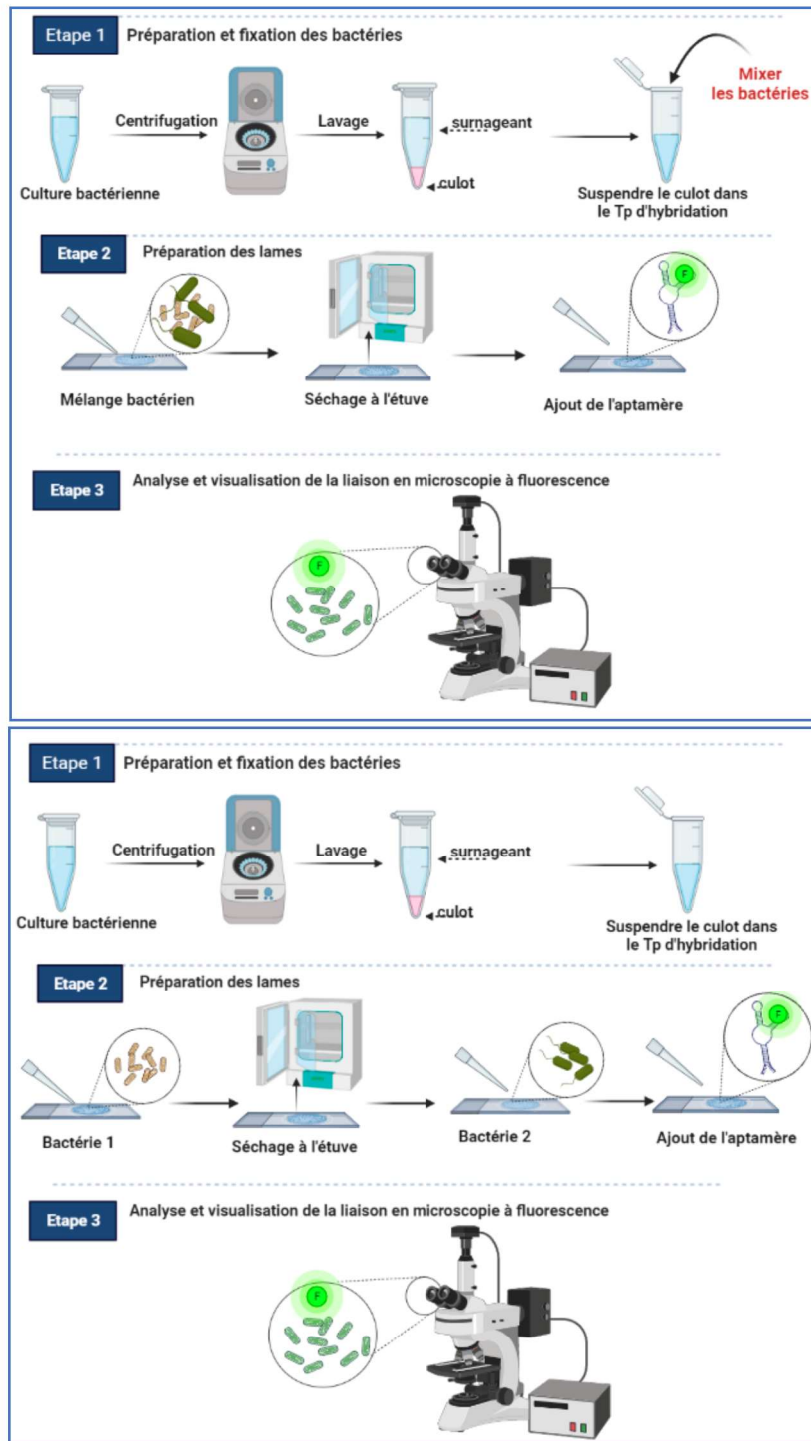 Etape 1 Préparation et fixation des bactéries
Mixer
les bactéries
Centrifugation
Lavage
surnageant
culot
Culture bactérienne
Suspendre le culot dans
le Tp d'hybridation
Etape 2 Préparation des lames
F
Mélange bactérien
Séchage à l'étuve
Ajout de l'aptamère
Etape 3 Analyse et visualisation de la liaison en microscopie à fluorescence
F
Etape 1 Préparation et fixation des bactéries
Centrifugation
Lavage
surnageant
culot
Culture bactérienne
Suspendre le culot dans
le Tp d'hybridation
Etape 2 Préparation des lames
F
Bactérie 1
Séchage à l'étuve
Bactérie 2
Ajout de l'aptamère
Etape 3 Analyse et visualisation de la liaison en microscopie à fluorescence
F